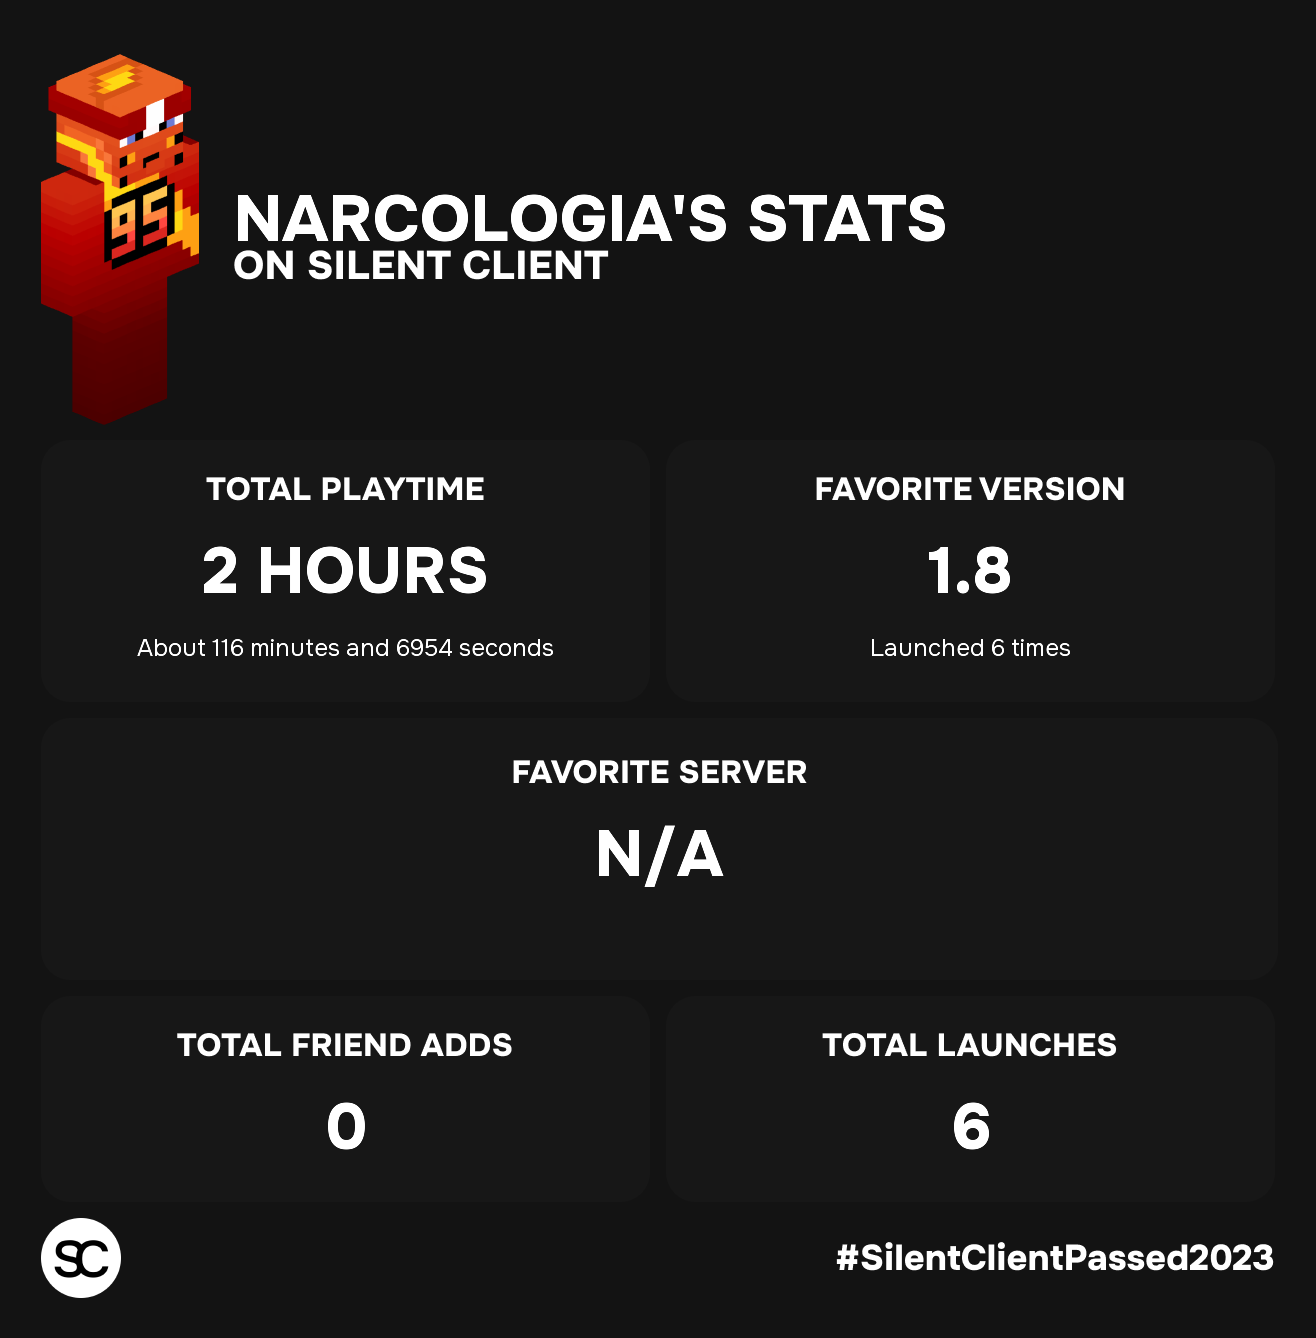 95
NARCOLOGIA'S STATS
ON SILENT CLIENT
TOTAL PLAYTIME
2 HOURS
About 116 minutes and 6954 seconds
FAVORITE VERSION
1.8
Launched 6 times
FAVORITE SERVER
N/A
TOTAL FRIEND ADDS
0
TOTAL LAUNCHES
6
SC
#SilentClientPassed2023